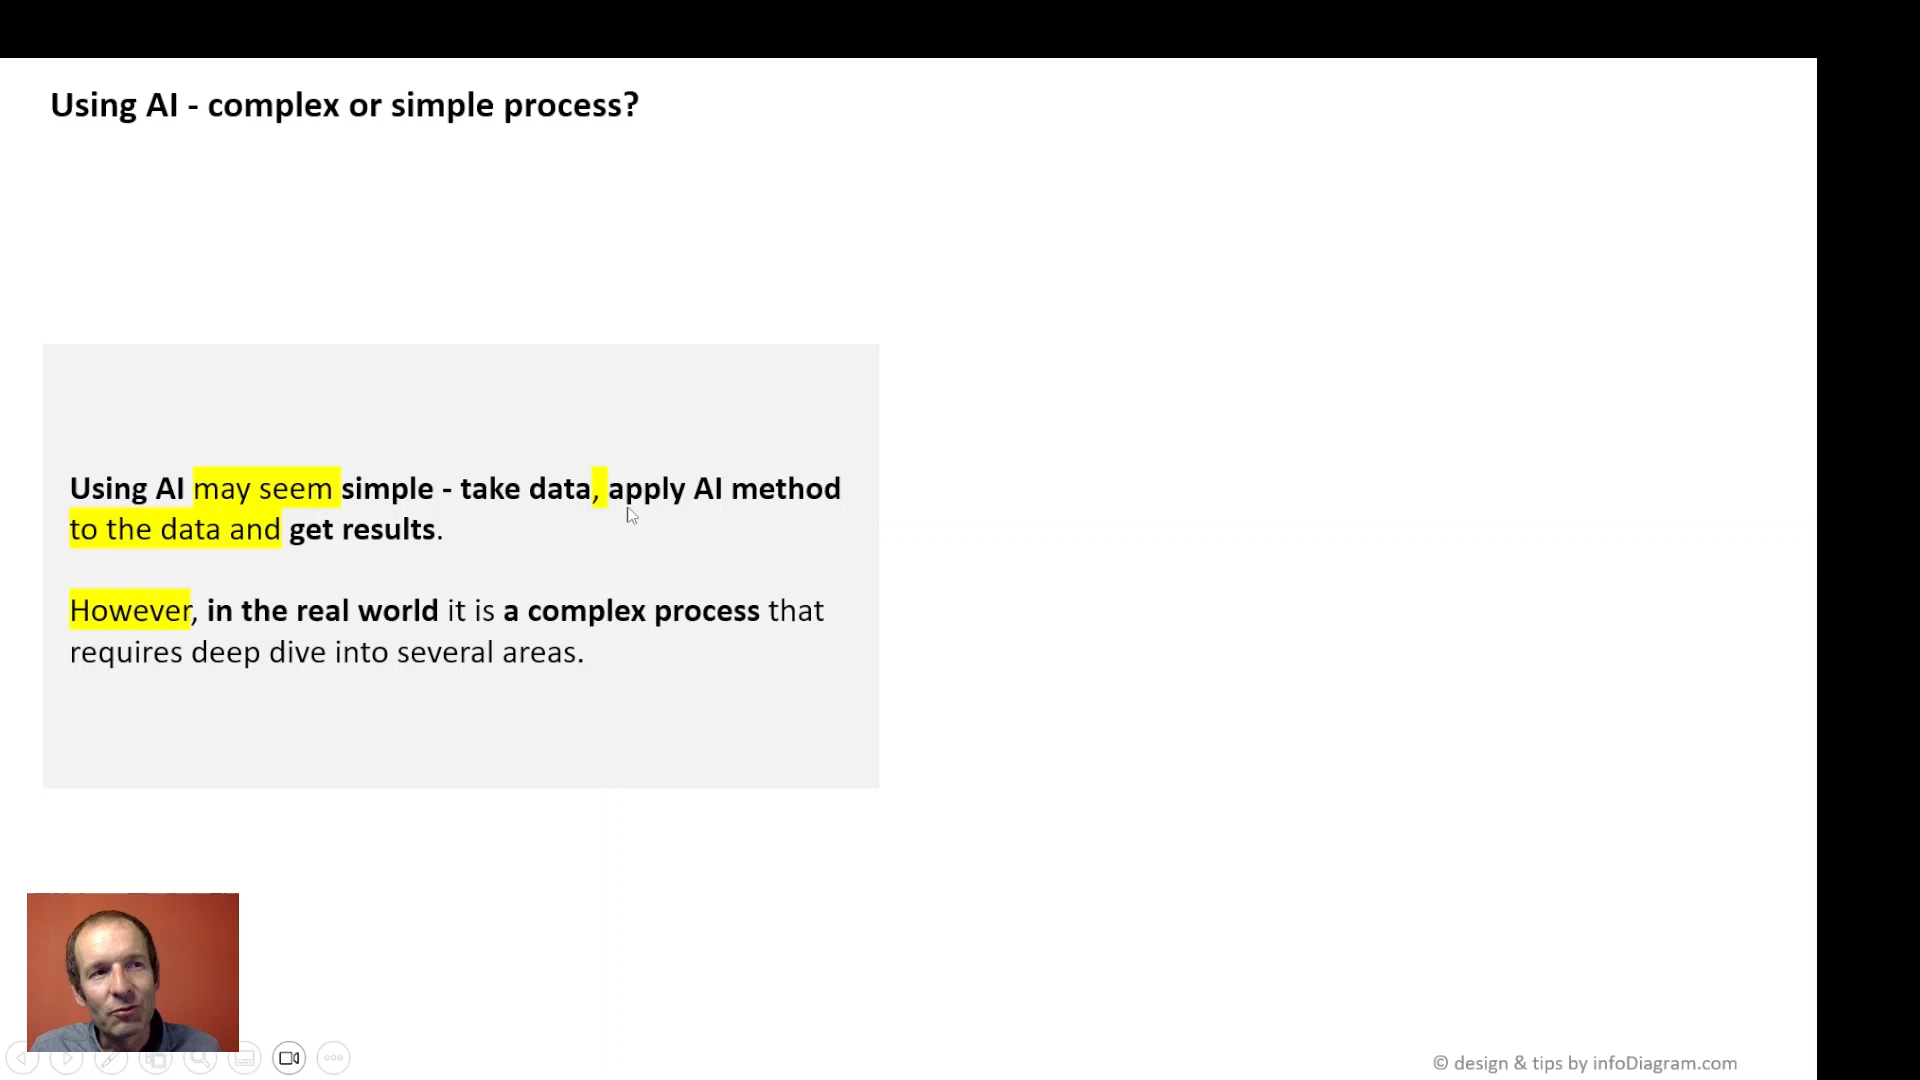 Using AI - complex or simple process?
Using AI may seem simple - take data, apply AI method
to the data and get results.
However, in the real world it is a complex process that
requires deep dive into several areas.
© design & tips by infoDiagram.com